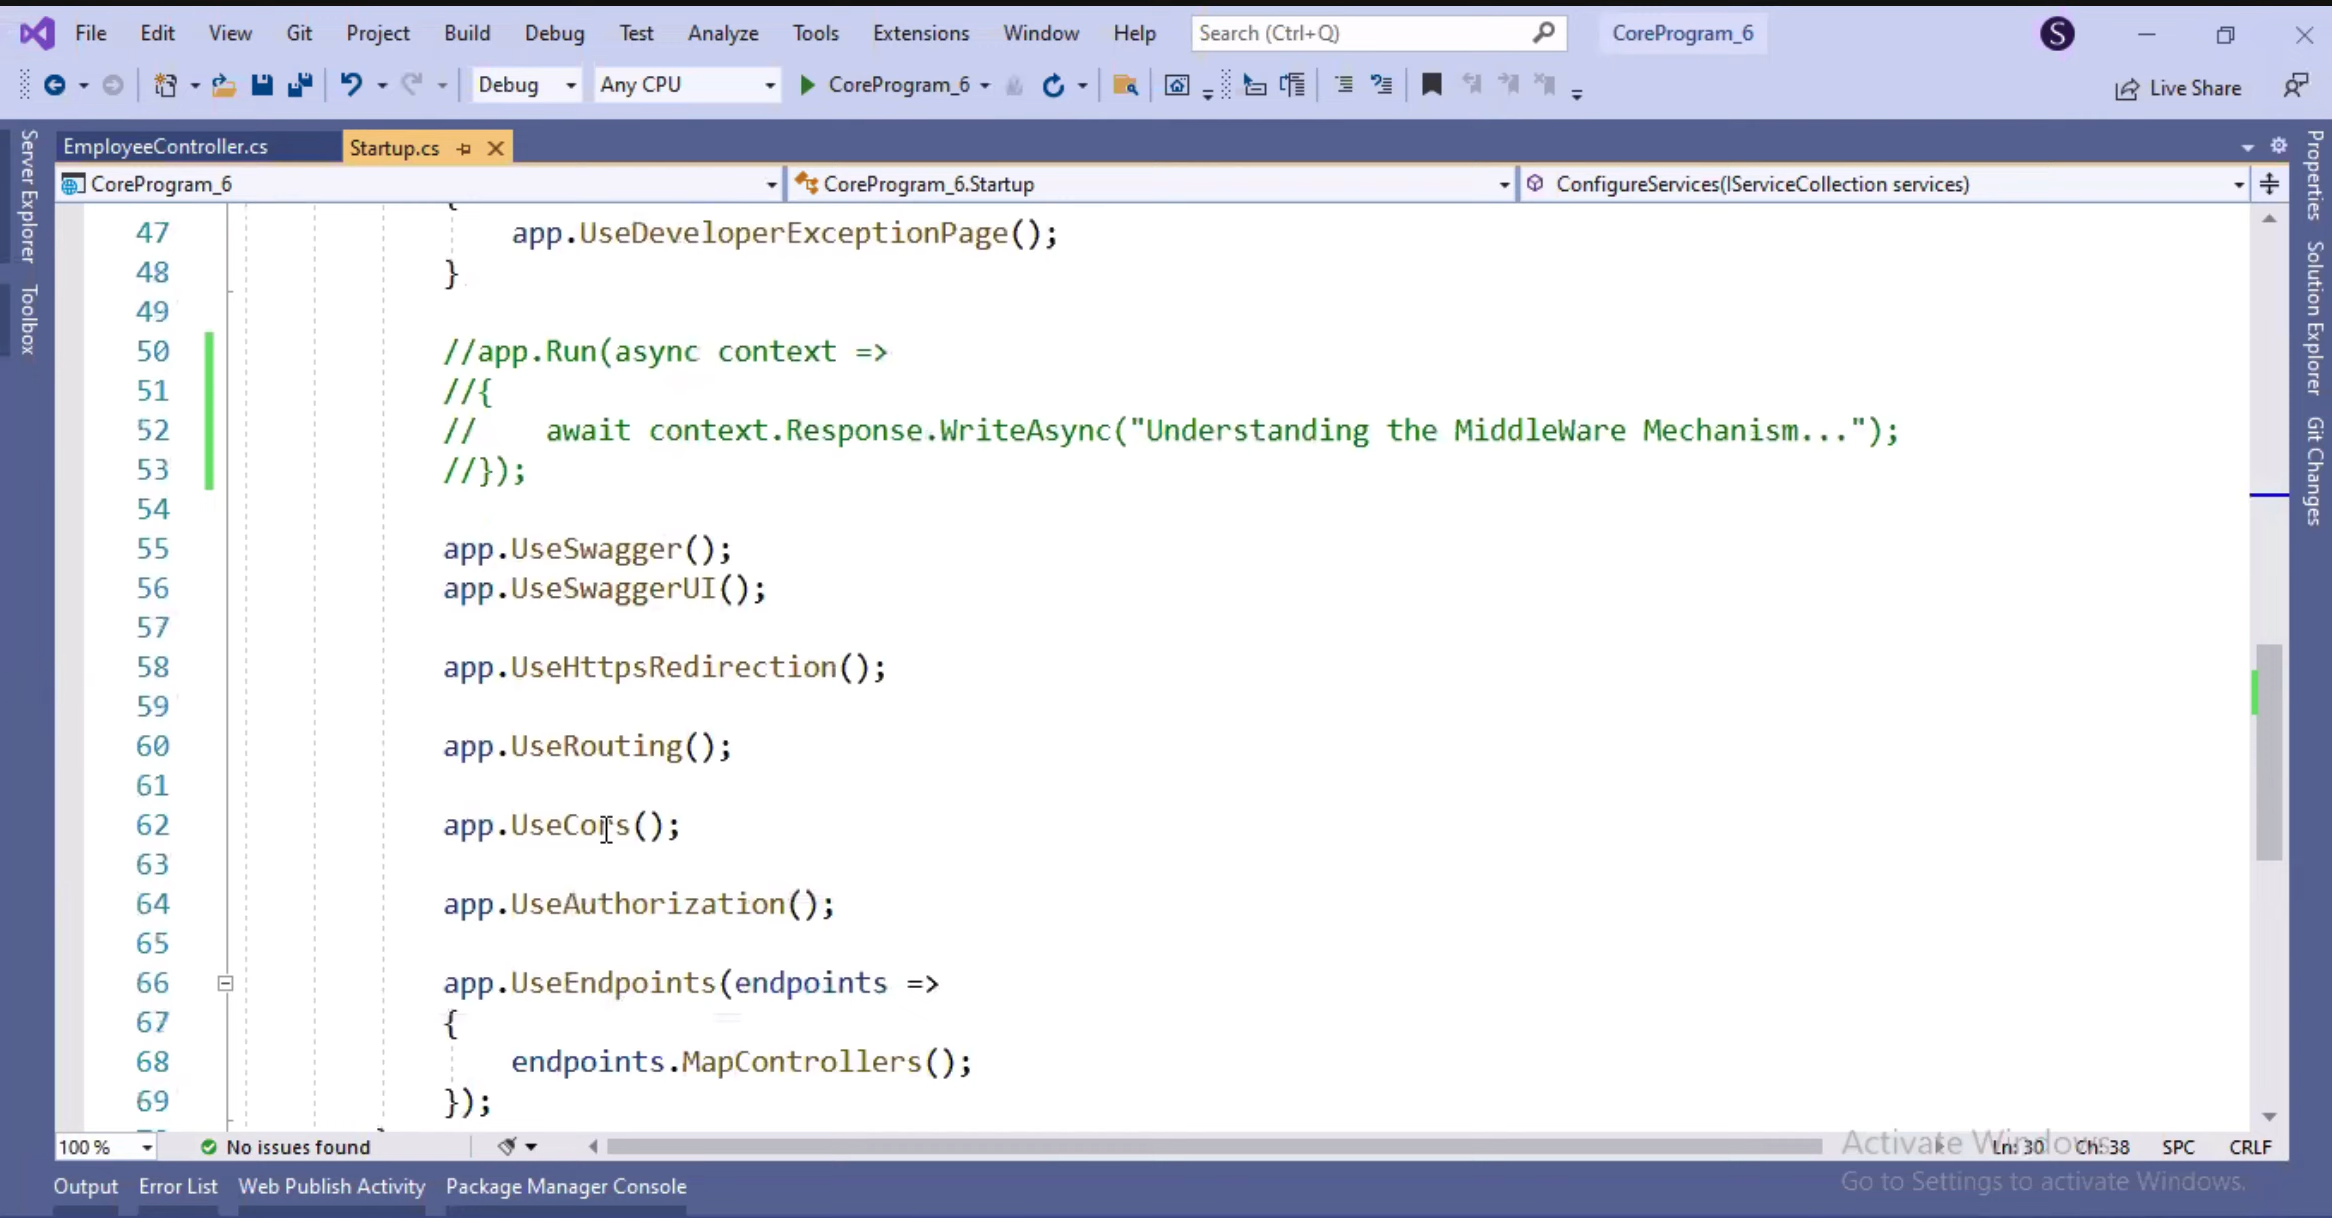 File Edit View Git Project Build Debug Test Analyze Tools Extensions Window Help Search (Ctrl+Q) CoreProgram_6 S
Debug Any CPU CoreProgram_6 Live Share
Server Explorer
Toolbox
EmployeeController.cs Startup.cs
CoreProgram_6 CoreProgram_6.Startup ConfigureServices(IServiceCollection services)
47 app.UseDeveloperExceptionPage();
48 }
49
50 //app.Run(async context =>
51 //{
52 //    await context.Response.WriteAsync("Understanding the MiddleWare Mechanism...");
53 //});
54
55 app.UseSwagger();
56 app.UseSwaggerUI();
57
58 app.UseHttpsRedirection();
59
60 app.UseRouting();
61
62 app.UseCors();
63
64 app.UseAuthorization();
65
66 app.UseEndpoints(endpoints =>
67 {
68 endpoints.MapControllers();
69 });
Properties
Solution Explorer
Git Changes
100 % No issues found Ln: 30 Ch: 38 SPC CRLF
Activate Windows
Go to Settings to activate Windows.
Output Error List Web Publish Activity Package Manager Console